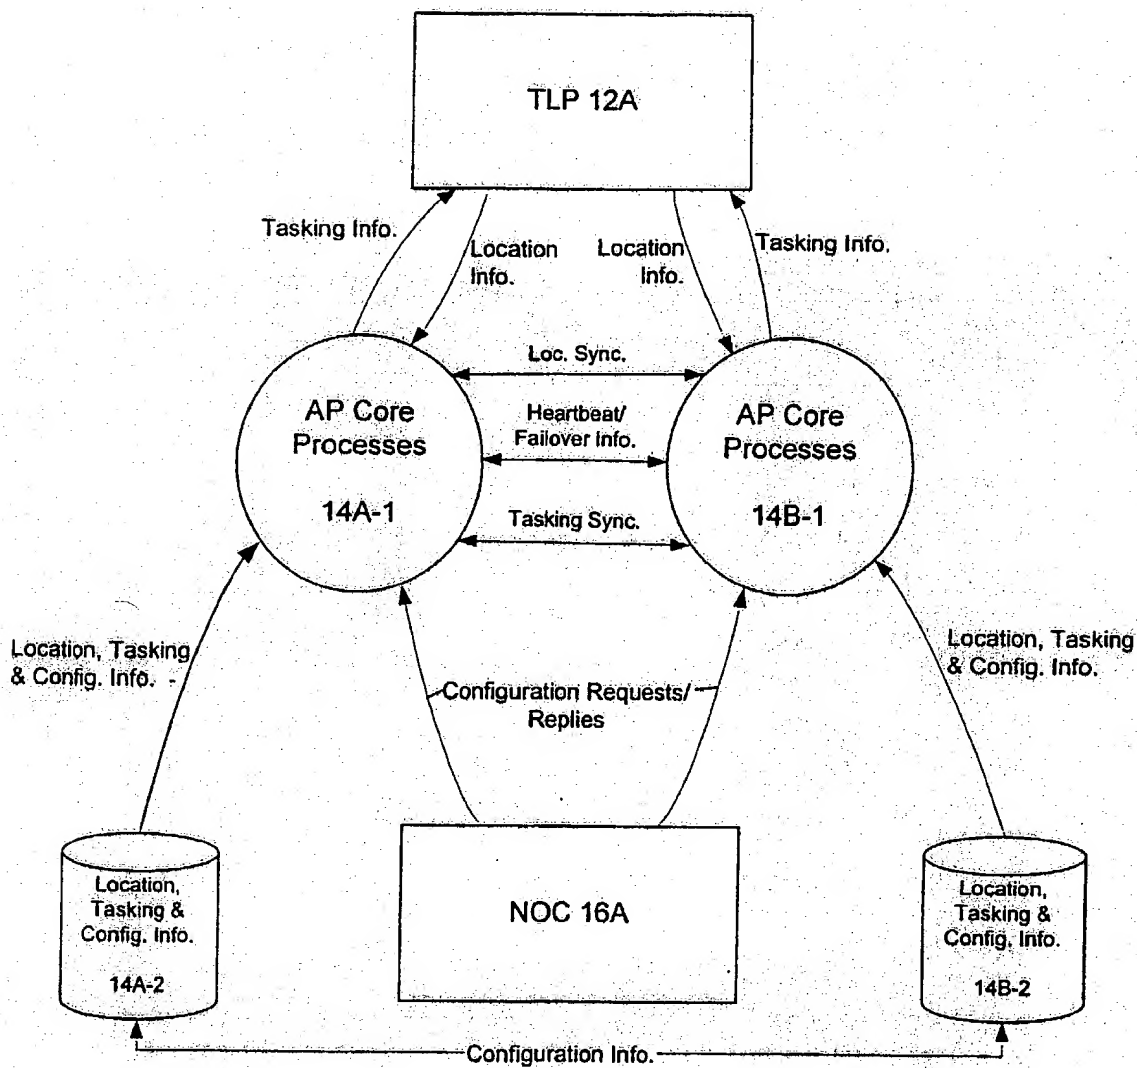 TLP 12A
Tasking Info.
Location
Info.
Location
Info.
Tasking Info.
Loc. Sync.
AP Core
Processes
14A-1
Heartbeat/
Failover Info.
AP Core
Processes
14B-1
Tasking Sync.
Location, Tasking
& Config. Info.
Configuration Requests/
Replies
Location, Tasking
& Config. Info.
Location,
Tasking &
Config. Info.
14A-2
NOC 16A
Location,
Tasking &
Config. Info.
14B-2
Configuration Info.